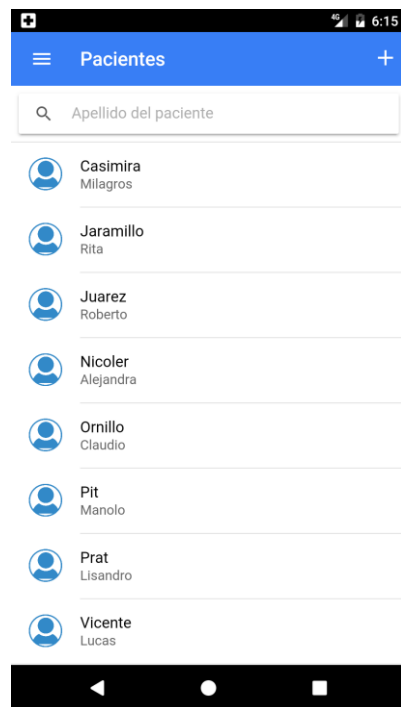 4G 6:15
Pacientes
Apellido del paciente
Casimira
Milagros
Jaramillo
Rita
Juarez
Roberto
Nicoler
Alejandra
Ornillo
Claudio
Pit
Manolo
Prat
Lisandro
Vicente
Lucas